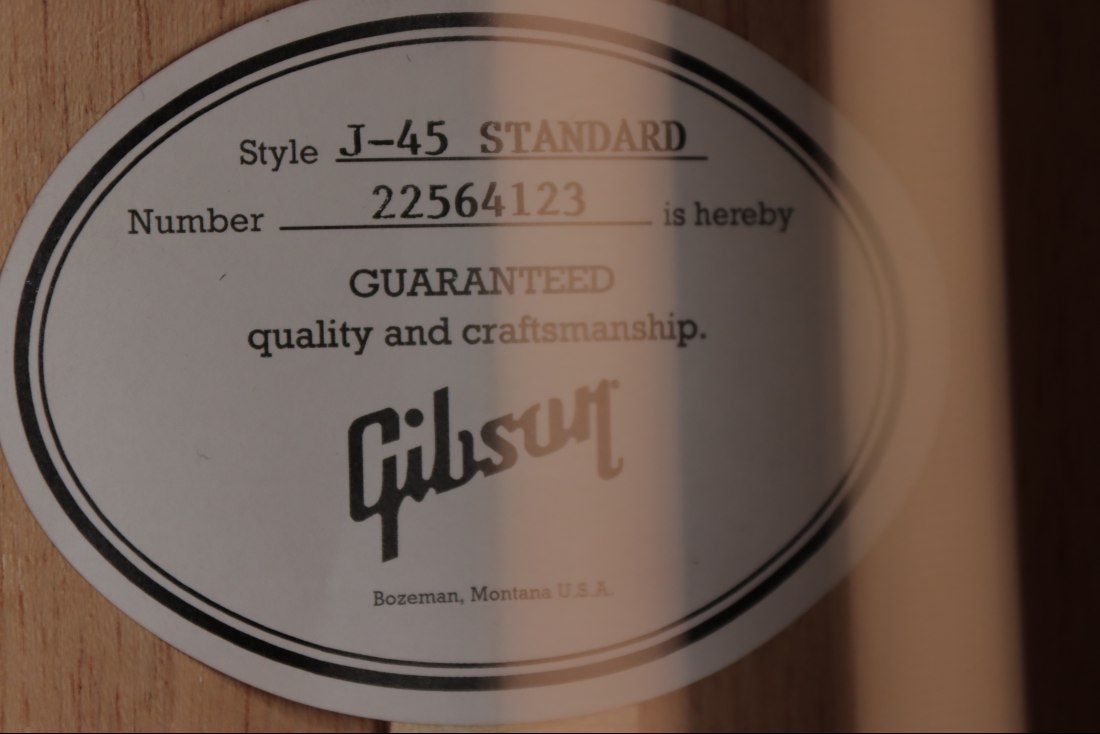 Style J-45 STANDARD
Number 22564123 is hereby
GUARANTEED
quality and craftsmanship.
Gibson
Bozeman, Montana U.S.A.